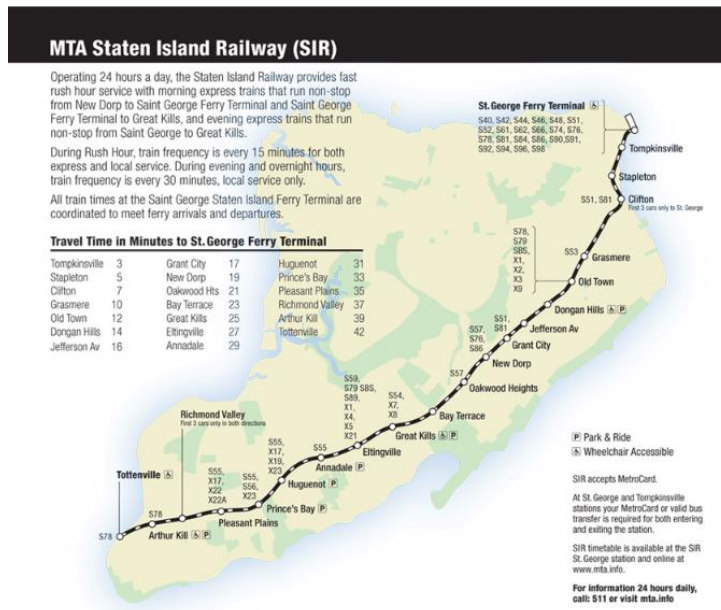 MTA Staten Island Railway (SIR)
Operating 24 hours a day, the Staten Island Railway provides fast
rush hour service with morning express trains that run non-stop
from New Dorp to Saint George Ferry Terminal and Saint George
Ferry Terminal to Great Kills, and evening express trains that run
non-stop from Saint George to Great Kills.
During Rush Hour, train frequency is every 15 minutes for both
express and local service. During evening and overnight hours,
train frequency is every 30 minutes, local service only.
All train times at the Saint George Staten Island Ferry Terminal are
coordinated to meet ferry arrivals and departures.
Travel Time in Minutes to St. George Ferry Terminal
Tompkinsville 3 Grant City 17 Huguenot 31
Stapleton 5 New Dorp 19 Prince's Bay 33
Clifton 7 Oakwood Hts 21 Pleasant Plains 35
Grasmere 10 Bay Terrace 23 Richmond Valley 37
Old Town 12 Great Kills 25 Arthur Kill 39
Dongan Hills 14 Eltingville 27 Tottenville 42
Jefferson Av 16 Annadale 29
St. George Ferry Terminal
S40, S42, S44, S46, S48, S51,
S52, S61, S62, S66, S74, S76,
S78, S81, S84, S86, S90, S91,
S92, S94, S96, S98
Tompkinsville
Stapleton
S51, S81 Clifton
First 3 cars only to St. George
S53 Grasmere
S78,
S79
SBS,
X1,
X2,
X3
X9
Old Town
Dongan Hills P
Jefferson Av
S51,
S81
Grant City
S57,
S76,
S86
New Dorp
S57
Oakwood Heights
Bay Terrace
S54,
X7,
X8
Great Kills P
S59,
S79 SBS,
S89,
X1,
X4,
X5
X21
Eltingville
S55
Annadale P
S55,
X17,
X19,
X23
Huguenot P
S55,
S56,
X23
Prince's Bay P
S55,
X17,
X22
X22A
Pleasant Plains
Richmond Valley
First 3 cars only in both directions
S78
Arthur Kill P
Tottenville
S78
P Park & Ride
Wheelchair Accessible
SIR accepts MetroCard.
At St. George and Tompkinsville
stations your MetroCard or valid bus
transfer is required for both entering
and exiting the station.
SIR timetable is available at the SIR
St. George station and online at
www.mta.info.
For information 24 hours daily,
call: 511 or visit mta.info